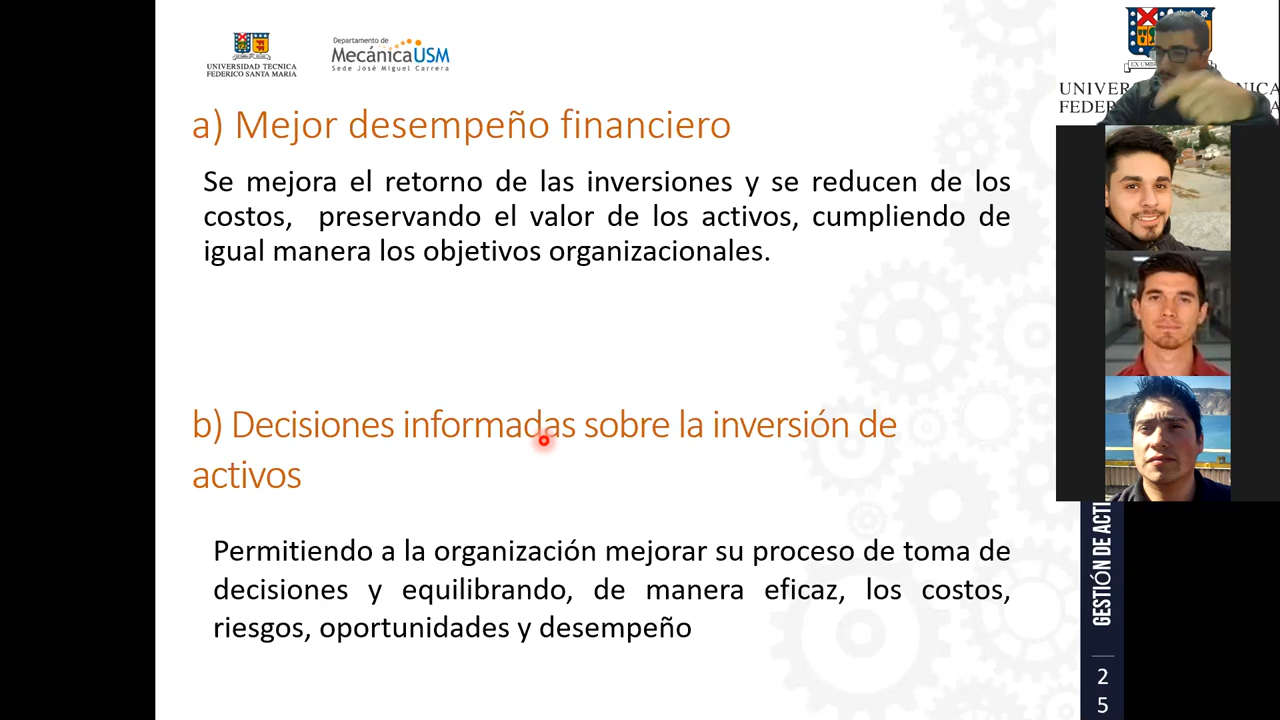 UNIVERSIDAD TECNICA
FEDERICO SANTA MARIA
Departamento de
MecánicaUSM
Sede José Miguel Carrera
a) Mejor desempeño financiero
Se mejora el retorno de las inversiones y se reducen de los
costos, preservando el valor de los activos, cumpliendo de
igual manera los objetivos organizacionales.
b) Decisiones informadas sobre la inversión de
activos
Permitiendo a la organización mejorar su proceso de toma de
decisiones y equilibrando, de manera eficaz, los costos,
riesgos, oportunidades y desempeño
GESTIÓN DE ACTI
2
5